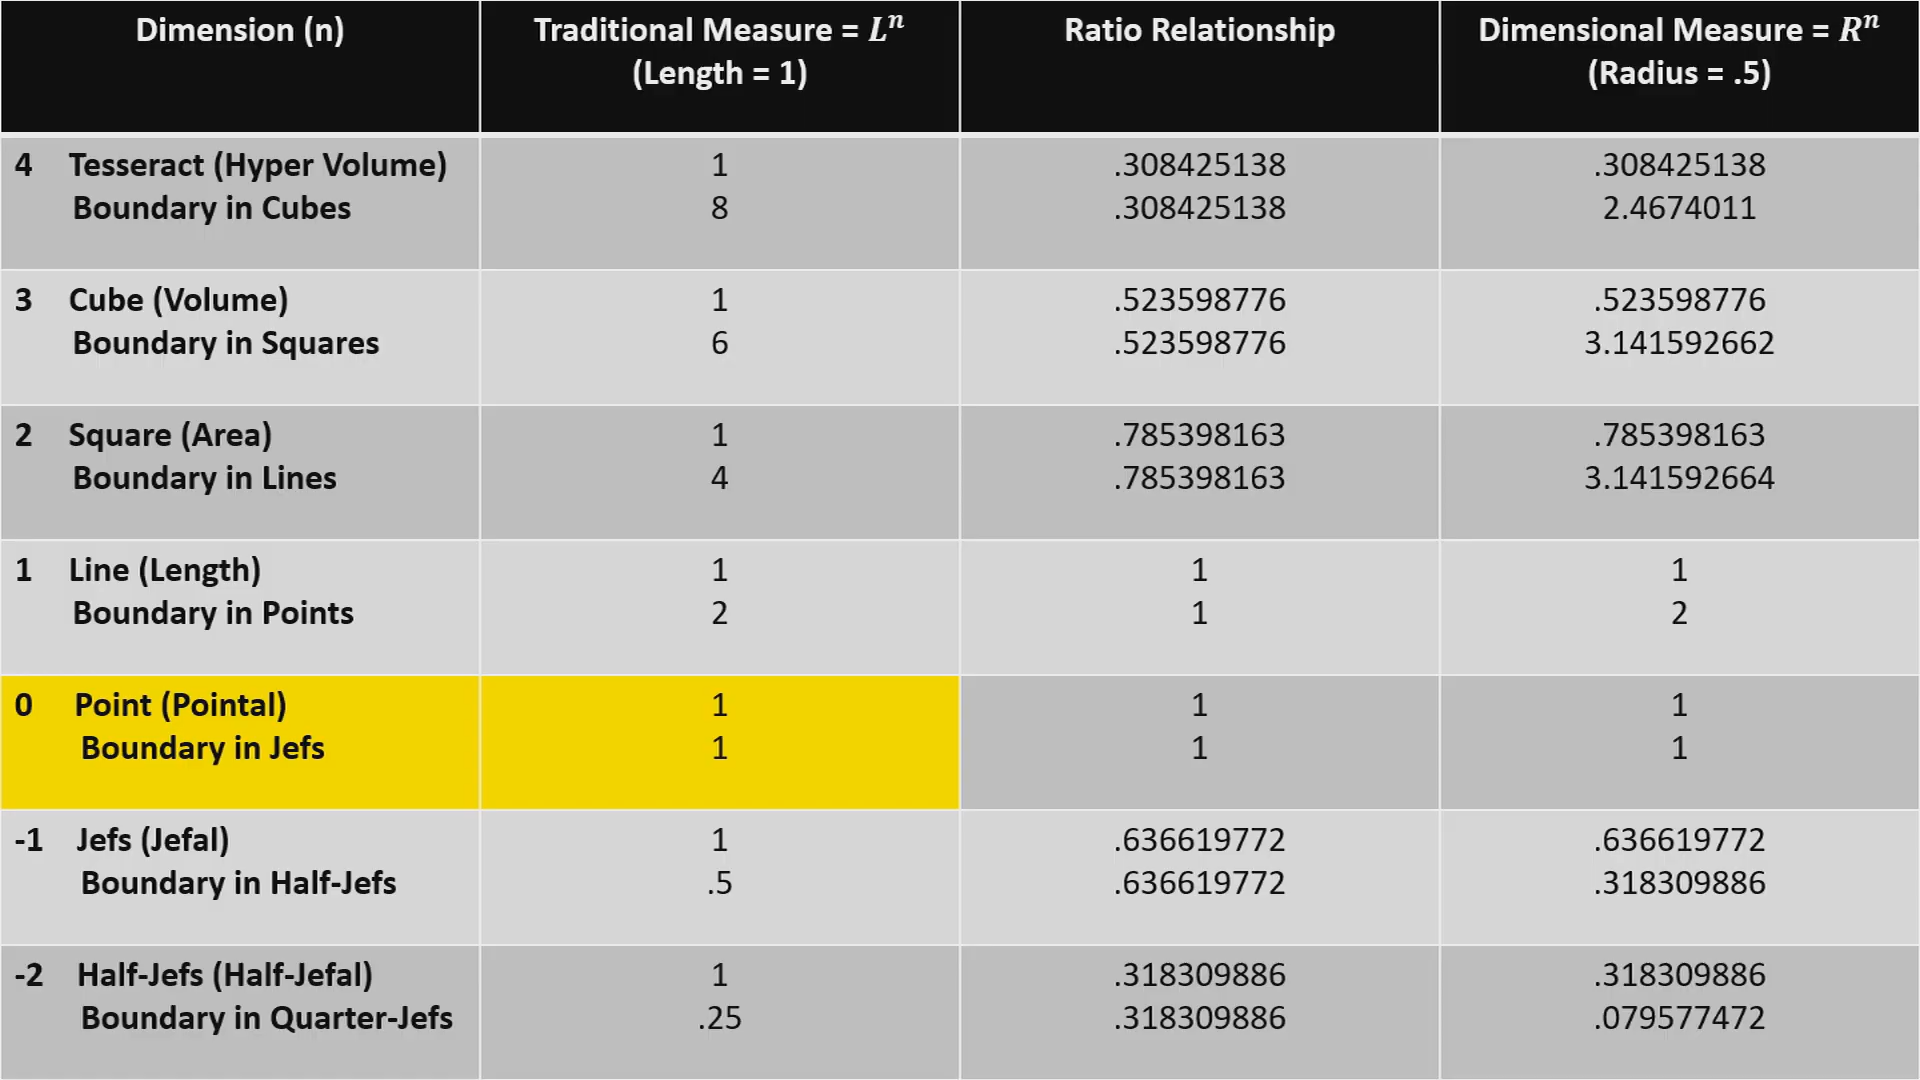 Dimension (n)
Traditional Measure = Lⁿ
(Length = 1)
Ratio Relationship
Dimensional Measure = Rⁿ
(Radius = .5)
4 Tesseract (Hyper Volume) 1 .308425138 .308425138
Boundary in Cubes 8 .308425138 2.4674011
3 Cube (Volume) 1 .523598776 .523598776
Boundary in Squares 6 .523598776 3.141592662
2 Square (Area) 1 .785398163 .785398163
Boundary in Lines 4 .785398163 3.141592664
1 Line (Length) 1 1 1
Boundary in Points 2 1 2
0 Point (Pointal) 1 1 1
Boundary in Jefs 1 1 1
-1 Jefs (Jefal) 1 .636619772 .636619772
Boundary in Half-Jefs .5 .636619772 .318309886
-2 Half-Jefs (Half-Jefal) 1 .318309886 .318309886
Boundary in Quarter-Jefs .25 .318309886 .079577472